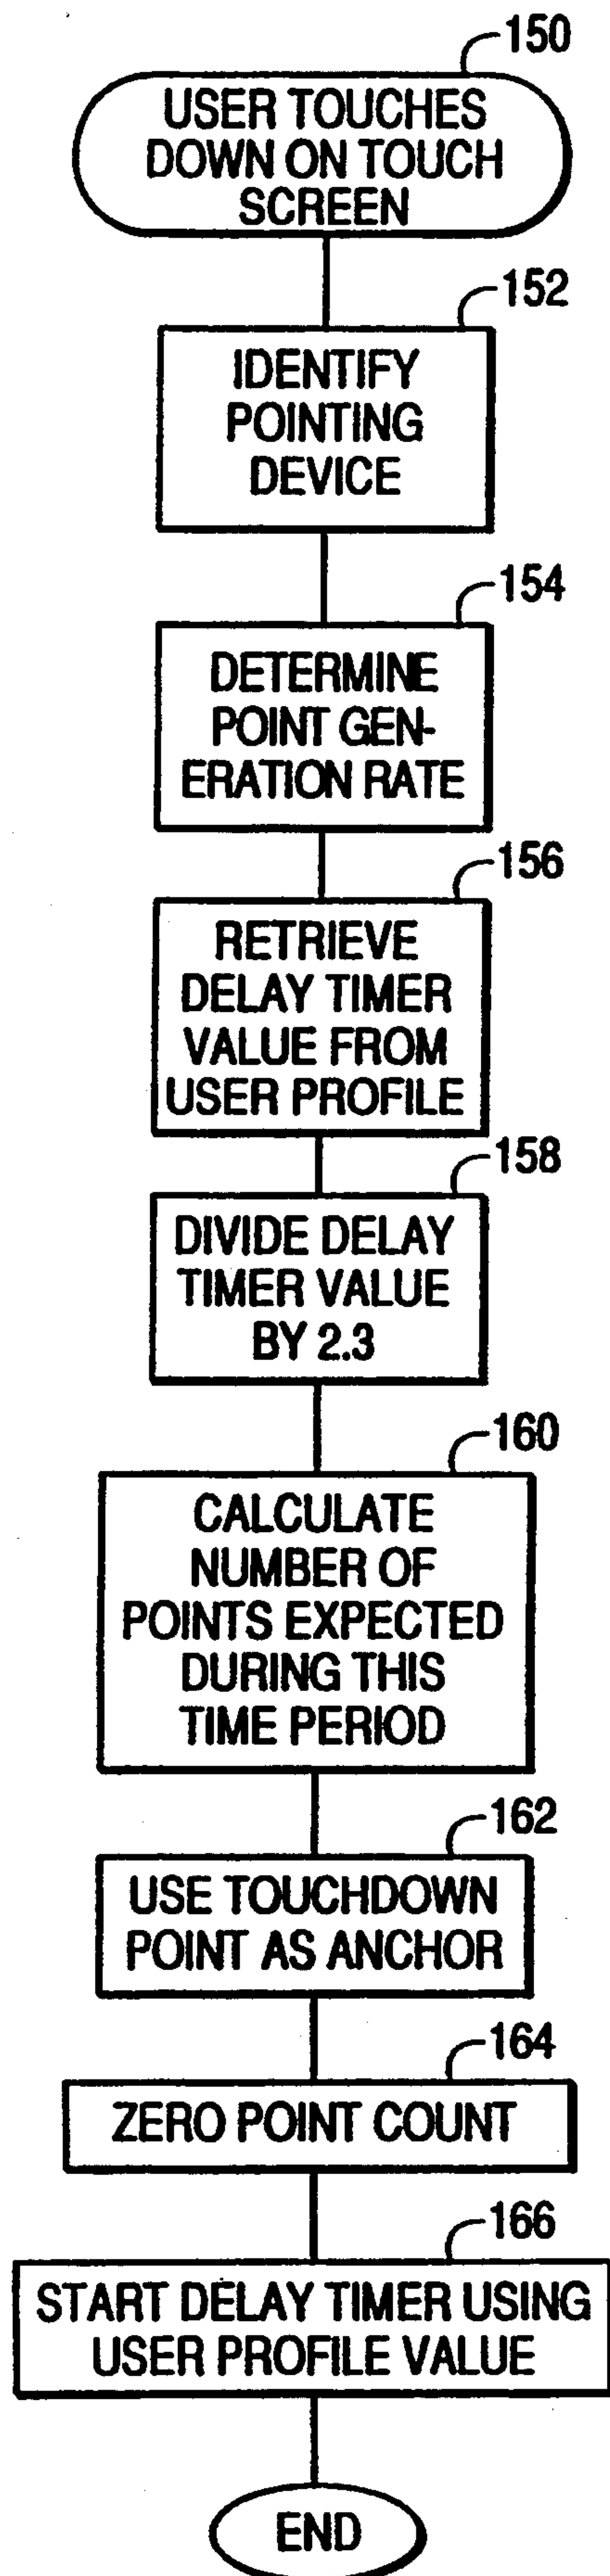 150
USER TOUCHES
DOWN ON TOUCH
SCREEN
152
IDENTIFY
POINTING
DEVICE
154
DETERMINE
POINT GEN-
ERATION RATE
156
RETRIEVE
DELAY TIMER
VALUE FROM
USER PROFILE
158
DIVIDE DELAY
TIMER VALUE
BY 2.3
160
CALCULATE
NUMBER OF
POINTS EXPECTED
DURING THIS
TIME PERIOD
162
USE TOUCHDOWN
POINT AS ANCHOR
164
ZERO POINT COUNT
166
START DELAY TIMER USING
USER PROFILE VALUE
END